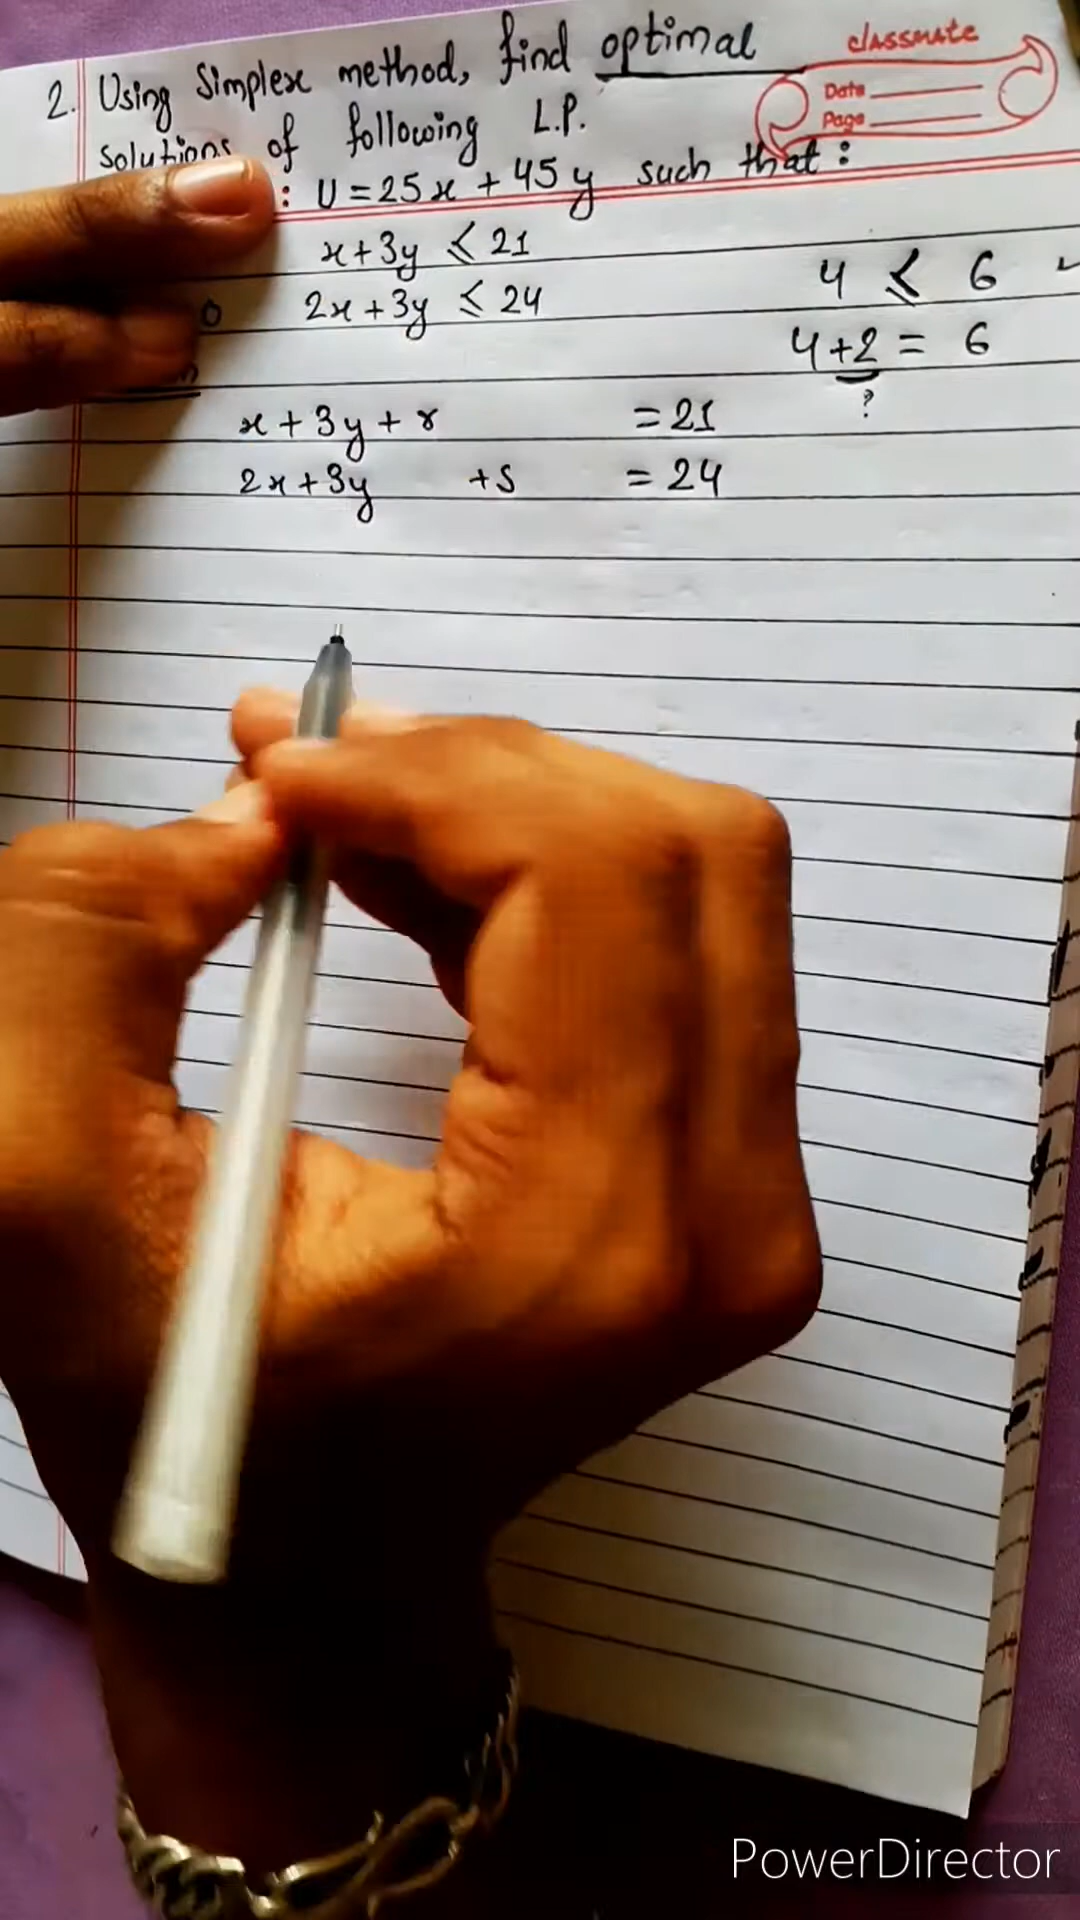 classmate
Date
Page
2. Using Simplex method, find optimal
solutions of following L.P.
: U = 25x + 45y such that :
x + 3y ≤ 21
0 2x + 3y ≤ 24
4 ≤ 6
4 + 2 = 6
?
x + 3y + r = 21
2x + 3y + s = 24
PowerDirector